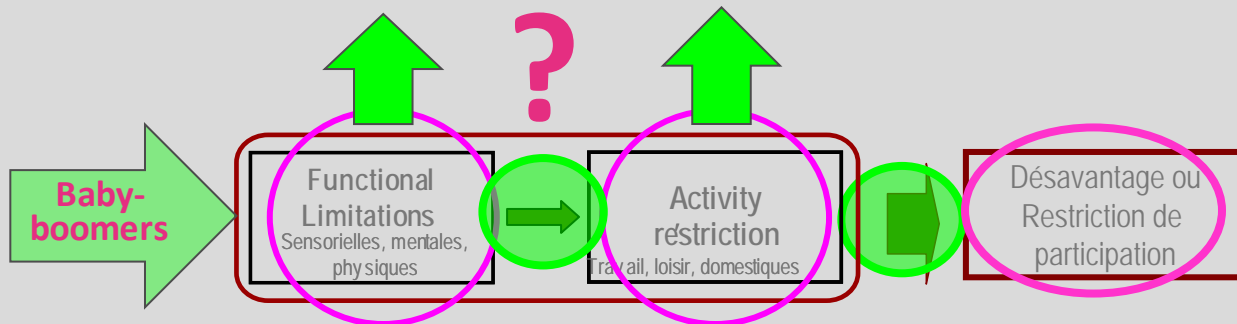 ?
Baby-
boomers
Functional
Limitations
Sensorielles, mentales,
physiques
Activity
restriction
Travail, loisir, domestiques
Désavantage ou
Restriction de
participation